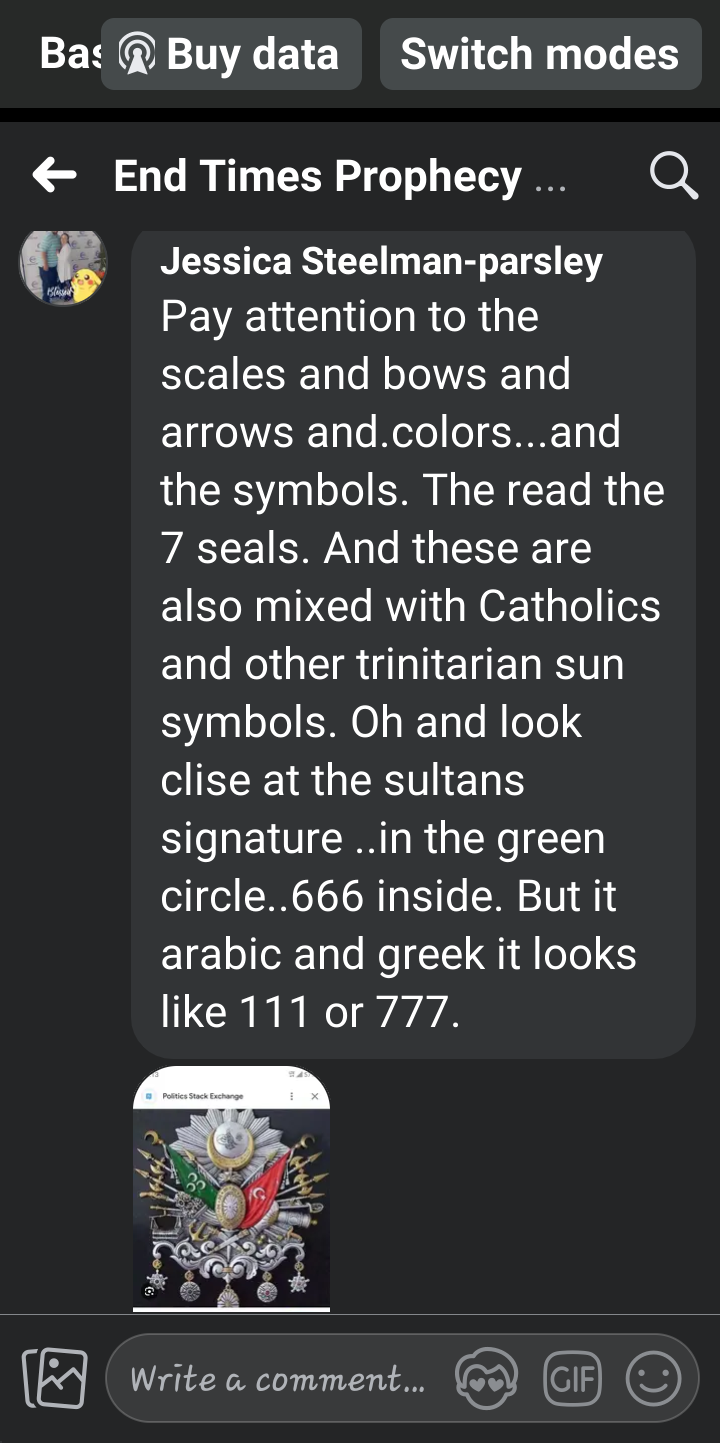 Bas
Buy data
Switch modes
End Times Prophecy ...
Jessica Steelman-parsley
Pay attention to the
scales and bows and
arrows and.colors...and
the symbols. The read the
7 seals. And these are
also mixed with Catholics
and other trinitarian sun
symbols. Oh and look
clise at the sultans
signature ..in the green
circle..666 inside. But it
arabic and greek it looks
like 111 or 777.
Politics Stack Exchange
Write a comment...
GIF